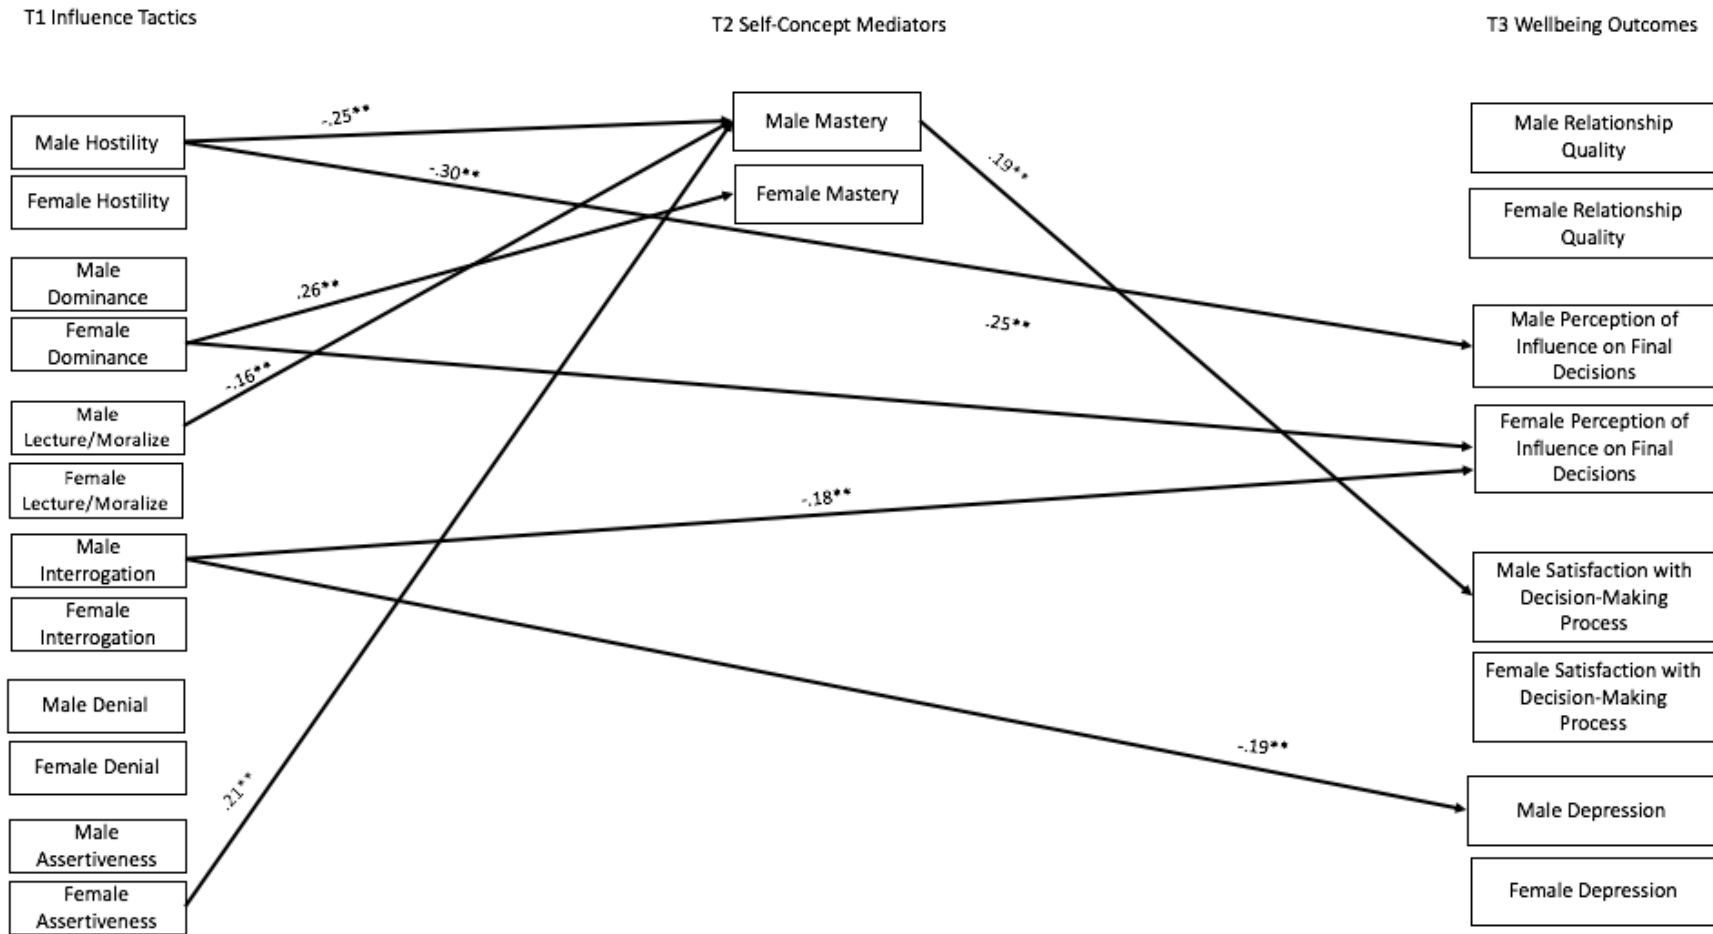 T1 Influence Tactics
T2 Self-Concept Mediators
T3 Wellbeing Outcomes
Male Hostility
Female Hostility
Male
Dominance
Female
Dominance
Male
Lecture/Moralize
Female
Lecture/Moralize
Male
Interrogation
Female
Interrogation
Male Denial
Female Denial
Male
Assertiveness
Female
Assertiveness
-.25**
-.30**
.26**
-.16**
.21**
Male Mastery
Female Mastery
.19**
.25**
-.18**
-.19**
Male Relationship
Quality
Female Relationship
Quality
Male Perception of
Influence on Final
Decisions
Female Perception of
Influence on Final
Decisions
Male Satisfaction with
Decision-Making
Process
Female Satisfaction with
Decision-Making
Process
Male Depression
Female Depression